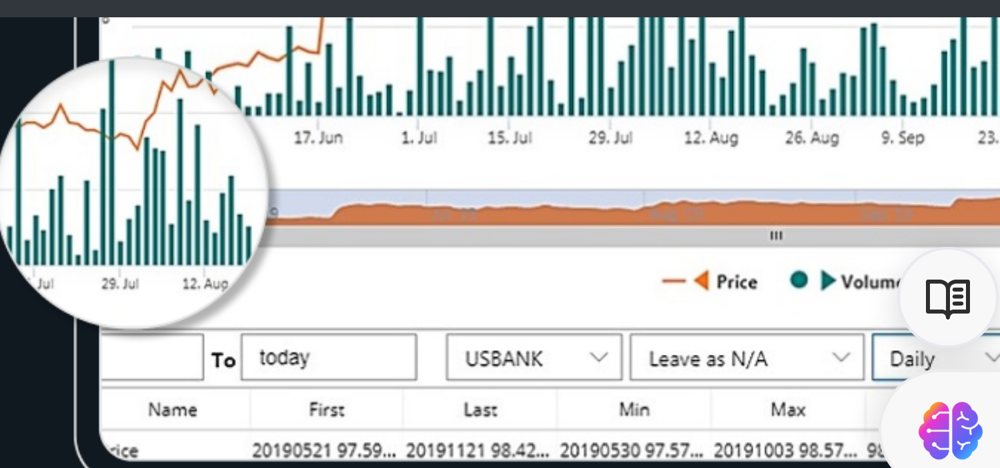 17. Jun 1. Jul 15. Jul 29. Jul 12. Aug 26. Aug 9. Sep 23.
Jul 29. Jul 12. Aug
Price Volume
To today USBANK Leave as N/A Daily
Name First Last Min Max
rice 20190521 97.59... 20191121 98.42... 20190530 97.57... 20191003 98.57... 98